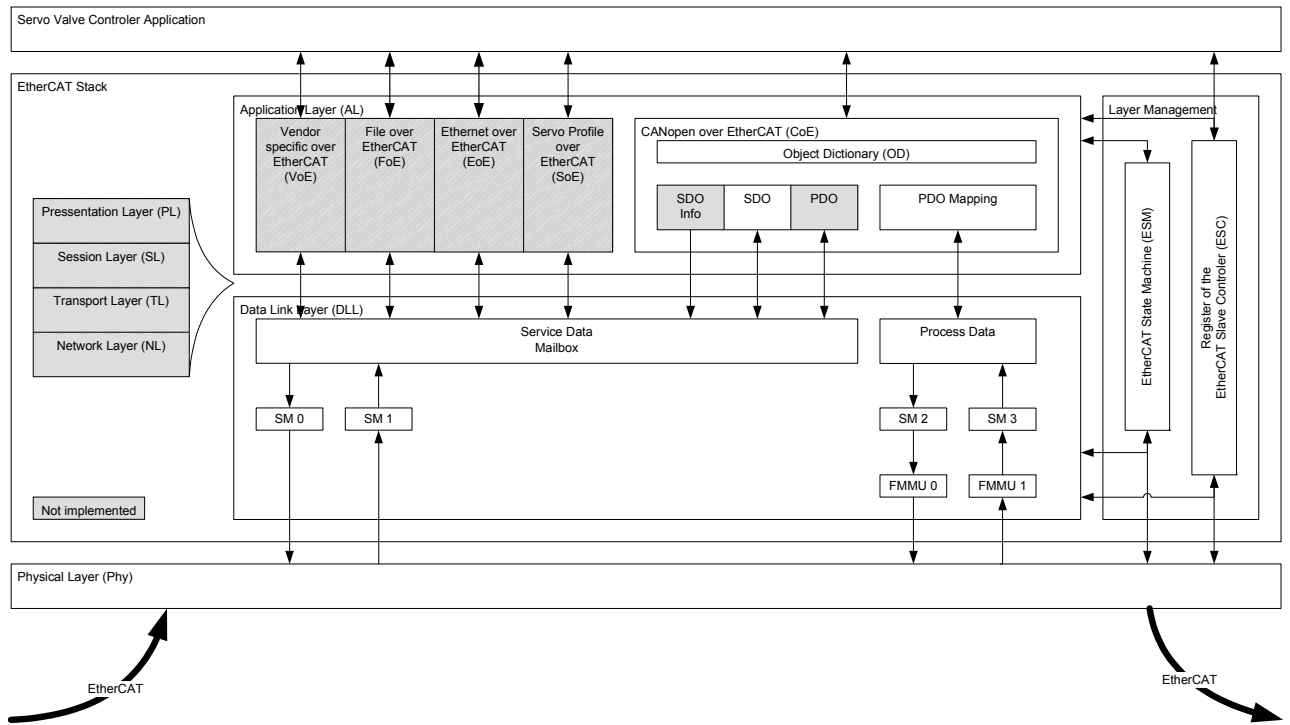 Servo Valve Controler Application
EtherCAT Stack
Application Layer (AL)
Layer Management
Vendor
specific over
EtherCAT
(VoE)
File over
EtherCAT
(FoE)
Ethernet over
EtherCAT
(EoE)
Servo Profile
over
EtherCAT
(SoE)
CANopen over EtherCAT (CoE)
Object Dictionary (OD)
SDO
Info
SDO
PDO
PDO Mapping
Pressentation Layer (PL)
Session Layer (SL)
Transport Layer (TL)
Network Layer (NL)
EtherCAT State Machine (ESM)
Register of the
EtherCAT Slave Controler (ESC)
Data Link Layer (DLL)
Service Data
Mailbox
Process Data
SM 0
SM 1
SM 2
SM 3
FMMU 0
FMMU 1
Not implemented
Physical Layer (Phy)
EtherCAT
EtherCAT